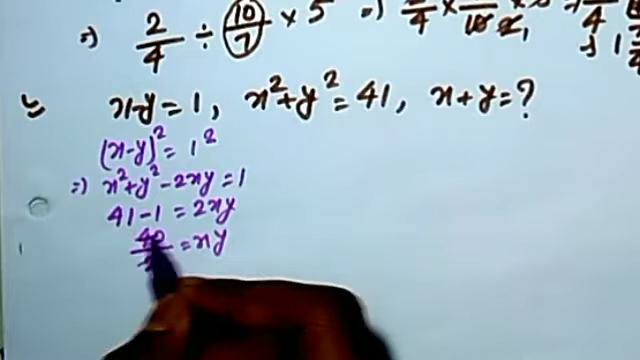 =) 2/4 ÷ 10/7 × 5 =)
x-y=1, x²+y²=41, x+y=?
(x-y)²=1²
=) x²+y²-2xy=1
41-1=2xy
40/2=xy